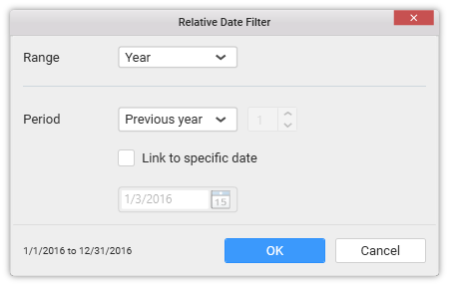 Relative Date Filter
Range Year
Period Previous year 1
Link to specific date
1/3/2016 15
1/1/2016 to 12/31/2016 OK Cancel